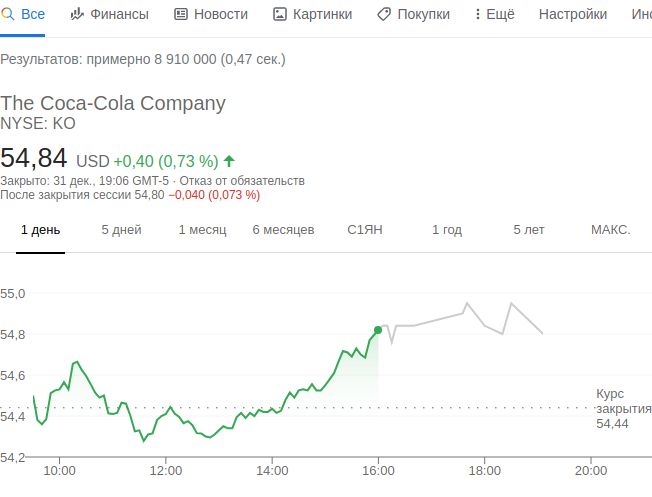 Все Финансы Новости Картинки Покупки Ещё Настройки Инс
Результатов: примерно 8 910 000 (0,47 сек.)
The Coca-Cola Company
NYSE: KO
54,84 USD +0,40 (0,73 %)
Закрыто: 31 дек., 19:06 GMT-5 · Отказ от обязательств
После закрытия сессии 54,80 −0,040 (0,073 %)
1 день 5 дней 1 месяц 6 месяцев С1ЯН 1 год 5 лет МАКС.
55,0
54,8
54,6
54,4
54,2
Курс
закрытия
54,44
10:00 12:00 14:00 16:00 18:00 20:00